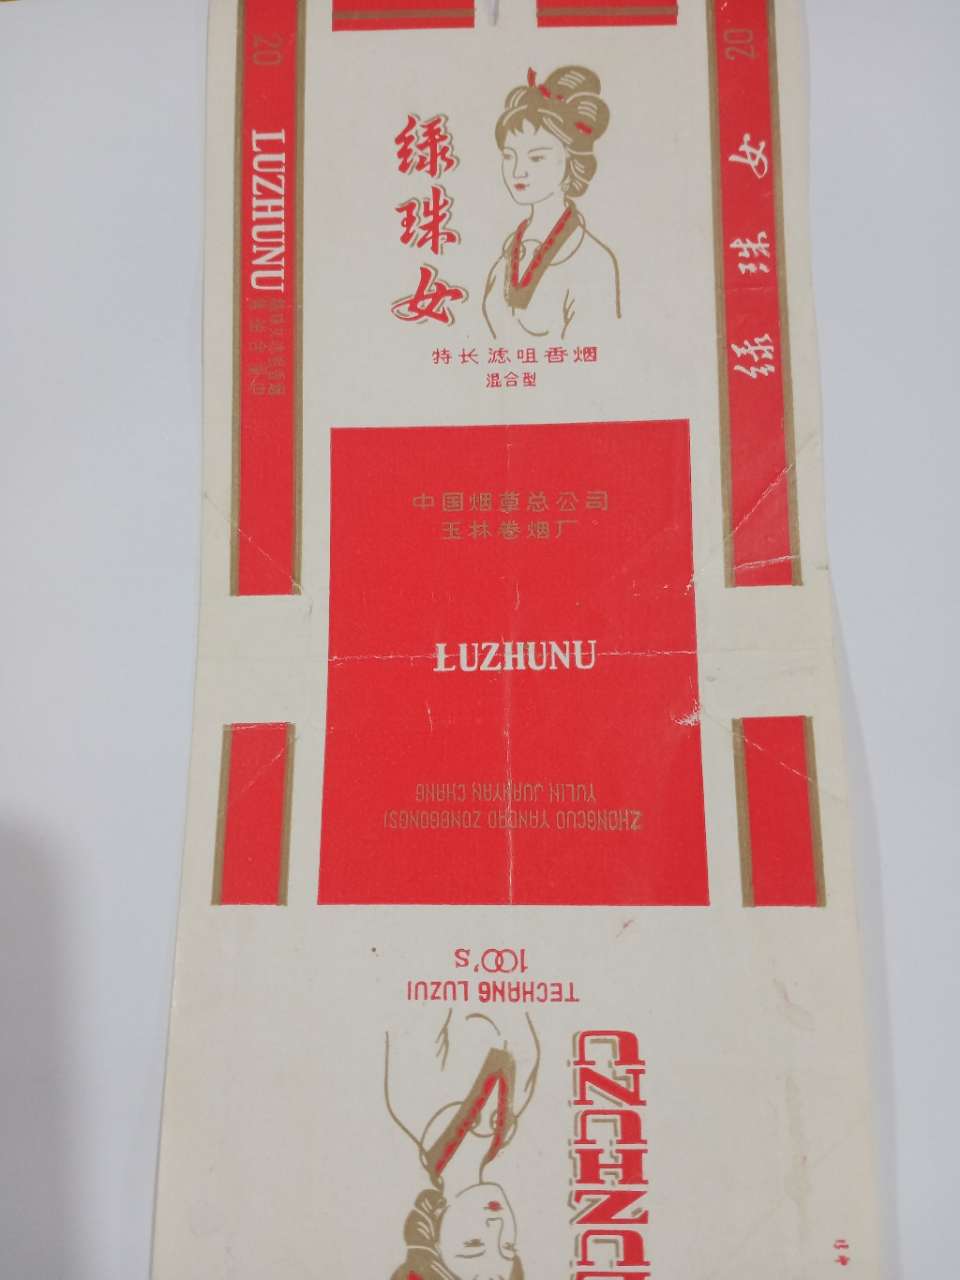 20
LUZHUNU
绿珠女
特长滤咀香烟
混合型
20
绿珠女
中国烟草总公司
玉林卷烟厂
LUZHUNU
ZHONGGUO YANCAO ZONGGONGSI
YULIN JUANYAN CHANG
100'S
TECHANG LUZUI